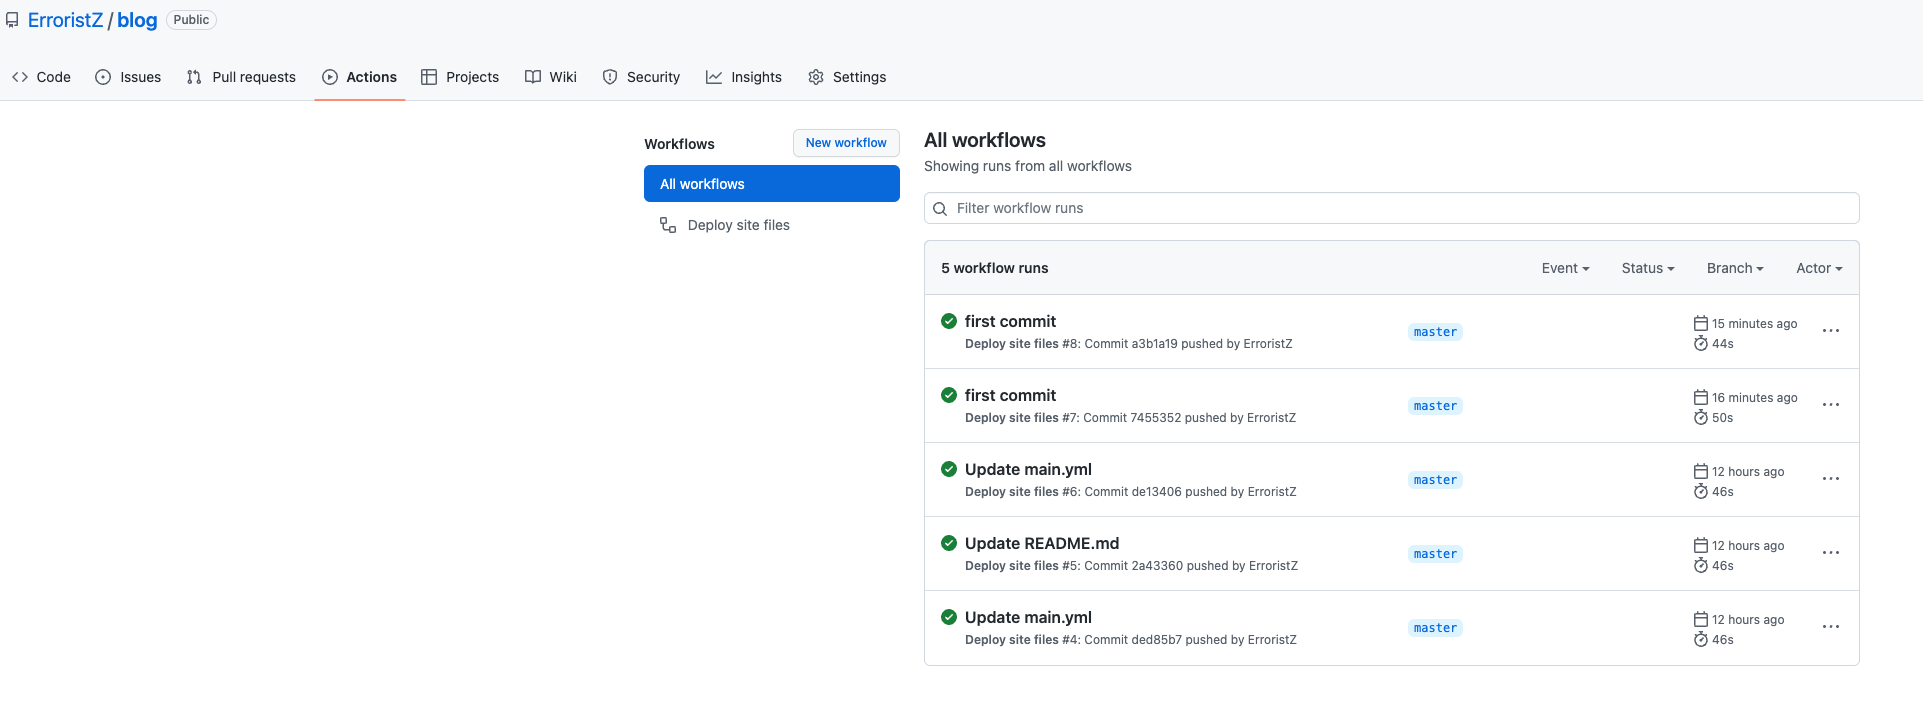 ErroristZ / blog Public
Code Issues Pull requests Actions Projects Wiki Security Insights Settings
Workflows
New workflow
All workflows
Deploy site files
All workflows
Showing runs from all workflows
Filter workflow runs
5 workflow runs Event Status Branch Actor
first commit
Deploy site files #8: Commit a3b1a19 pushed by ErroristZ
master
15 minutes ago
44s
first commit
Deploy site files #7: Commit 7455352 pushed by ErroristZ
master
16 minutes ago
50s
Update main.yml
Deploy site files #6: Commit de13406 pushed by ErroristZ
master
12 hours ago
46s
Update README.md
Deploy site files #5: Commit 2a43360 pushed by ErroristZ
master
12 hours ago
46s
Update main.yml
Deploy site files #4: Commit ded85b7 pushed by ErroristZ
master
12 hours ago
46s